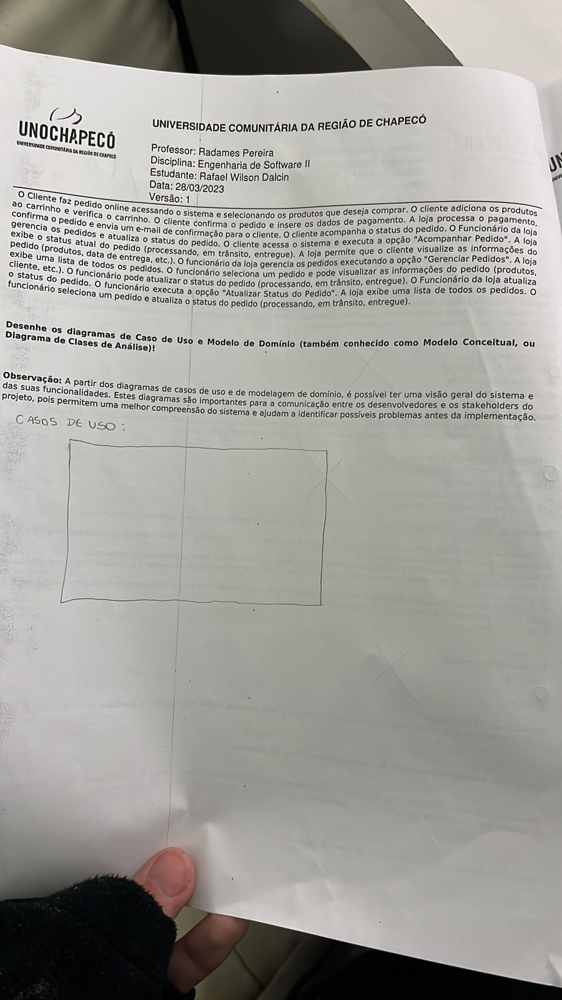 UNOCHAPECÓ
UNIVERSIDADE COMUNITÁRIA DA REGIÃO DE CHAPECÓ
UNIVERSIDADE COMUNITÁRIA DA REGIÃO DE CHAPECÓ
Professor: Radames Pereira
Disciplina: Engenharia de Software II
Estudante: Rafael Wilson Dalcin
Data: 28/03/2023
Versão: 1
O Cliente faz pedido online acessando o sistema e selecionando os produtos que deseja comprar. O cliente adiciona os produtos
ao carrinho e verifica o carrinho. O cliente confirma o pedido e insere os dados de pagamento. A loja processa o pagamento,
confirma o pedido e envia um e-mail de confirmação para o cliente. O cliente acompanha o status do pedido. O Funcionário da loja
gerencia os pedidos e atualiza o status do pedido. O cliente acessa o sistema e executa a opção "Acompanhar Pedido". A loja
exibe o status atual do pedido (processando, em trânsito, entregue). A loja permite que o cliente visualize as informações do
pedido (produtos, data de entrega, etc.). O funcionário da loja gerencia os pedidos executando a opção "Gerenciar Pedidos". A loja
exibe uma lista de todos os pedidos. O funcionário seleciona um pedido e pode visualizar as informações do pedido (produtos,
cliente, etc.). O funcionário pode atualizar o status do pedido (processando, em trânsito, entregue). O Funcionário da loja atualiza
o status do pedido. O funcionário executa a opção "Atualizar Status do Pedido". A loja exibe uma lista de todos os pedidos. O
funcionário seleciona um pedido e atualiza o status do pedido (processando, em trânsito, entregue).
Desenhe os diagramas de Caso de Uso e Modelo de Domínio (também conhecido como Modelo Conceitual, ou
Diagrama de Clases de Análise)!
Observação: A partir dos diagramas de casos de uso e de modelagem de domínio, é possível ter uma visão geral do sistema e
das suas funcionalidades. Estes diagramas são importantes para a comunicação entre os desenvolvedores e os stakeholders do
projeto, pois permitem uma melhor compreensão do sistema e ajudam a identificar possíveis problemas antes da implementação.
CASOS DE USO: